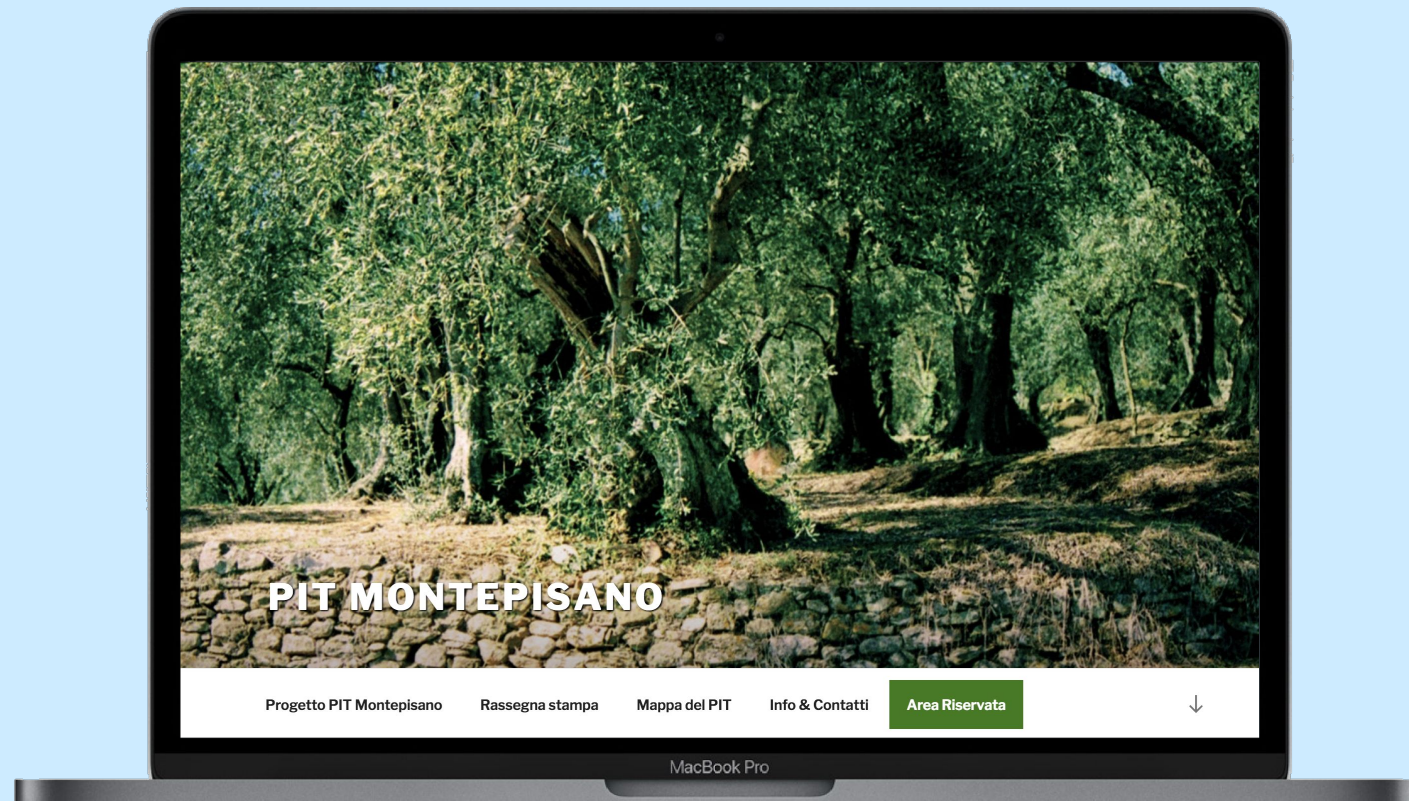 PIT MONTEPISANO
Progetto PIT Montepisano Rassegna stampa Mappa del PIT Info & Contatti Area Riservata
MacBook Pro